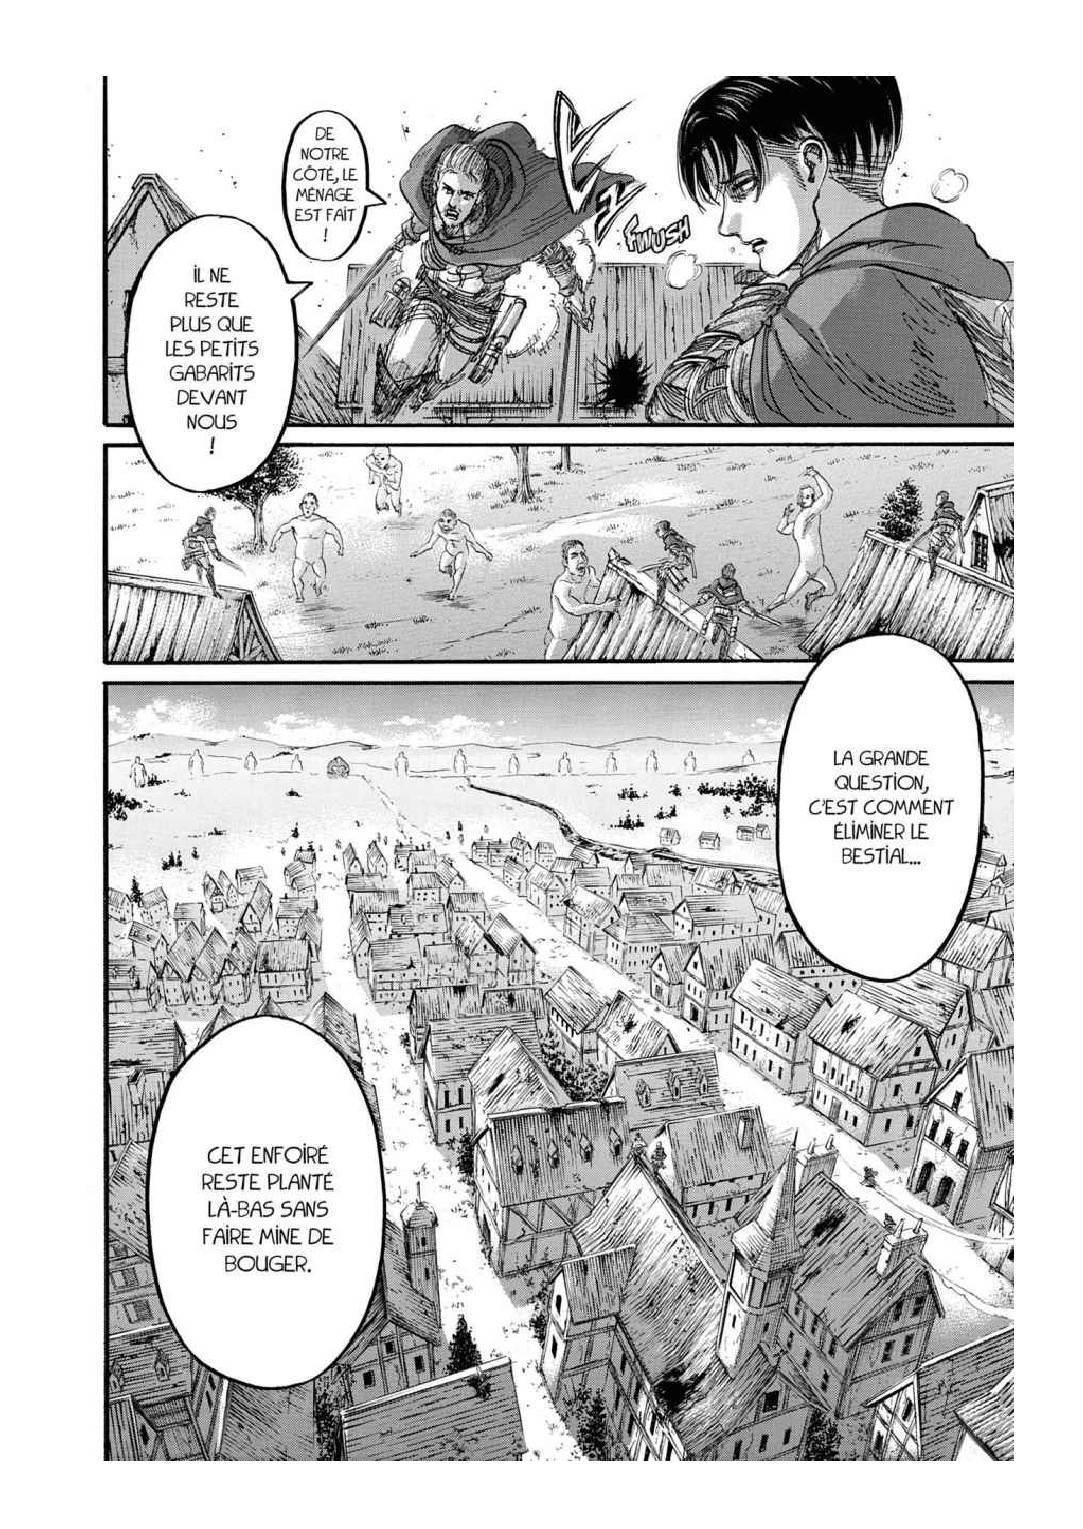 DE
NOTRE
CÔTÉ, LE
MÉNAGE
EST FAIT
!
IL NE
RESTE
PLUS QUE
LES PETITS
GABARITS
DEVANT
NOUS
!
FWUSH
LA GRANDE
QUESTION,
C'EST COMMENT
ÉLIMINER LE
BESTIAL...
CET ENFOIRÉ
RESTE PLANTÉ
LÀ-BAS SANS
FAIRE MINE DE
BOUGER.